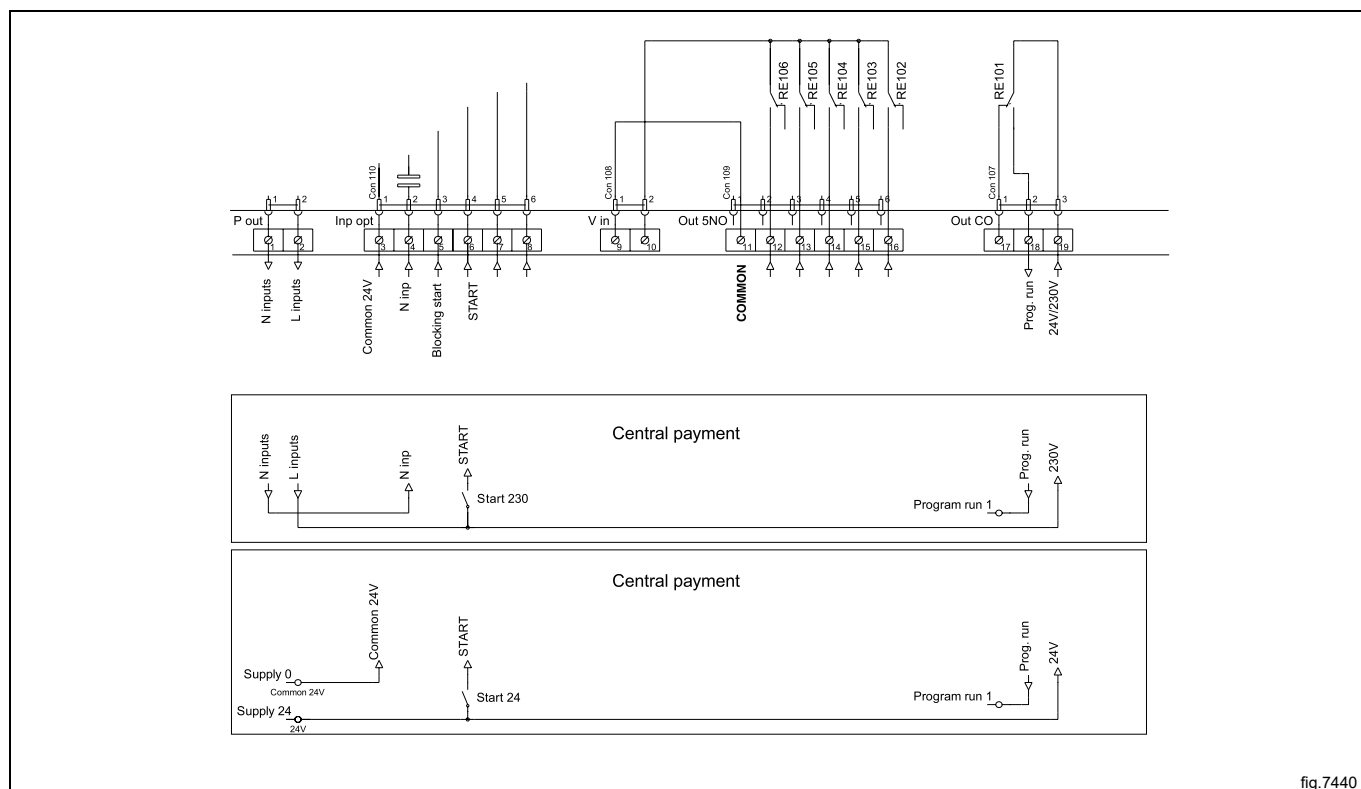 RE106
RE105
RE104
RE103
RE102
RE101
Con 110
Con 108
Con 109
Con 107
1 2 1 2 3 4 5 6 1 2 1 2 3 4 5 6 1 2 3
P out Inp opt V in Out 5NO Out CO
1 2 3 4 5 6 7 8 9 10 11 12 13 14 15 16 17 18 19
N inputs
L inputs
Common 24V
N inp
Blocking start
START
COMMON
Prog. run
24V/230V
Central payment
N inputs
L inputs
N inp
START
Start 230
Program run 1
Prog. run
230V
Central payment
Common 24V
START
Supply 0
Common 24V
Supply 24
24V
Start 24
Program run 1
Prog. run
24V
fig.7440